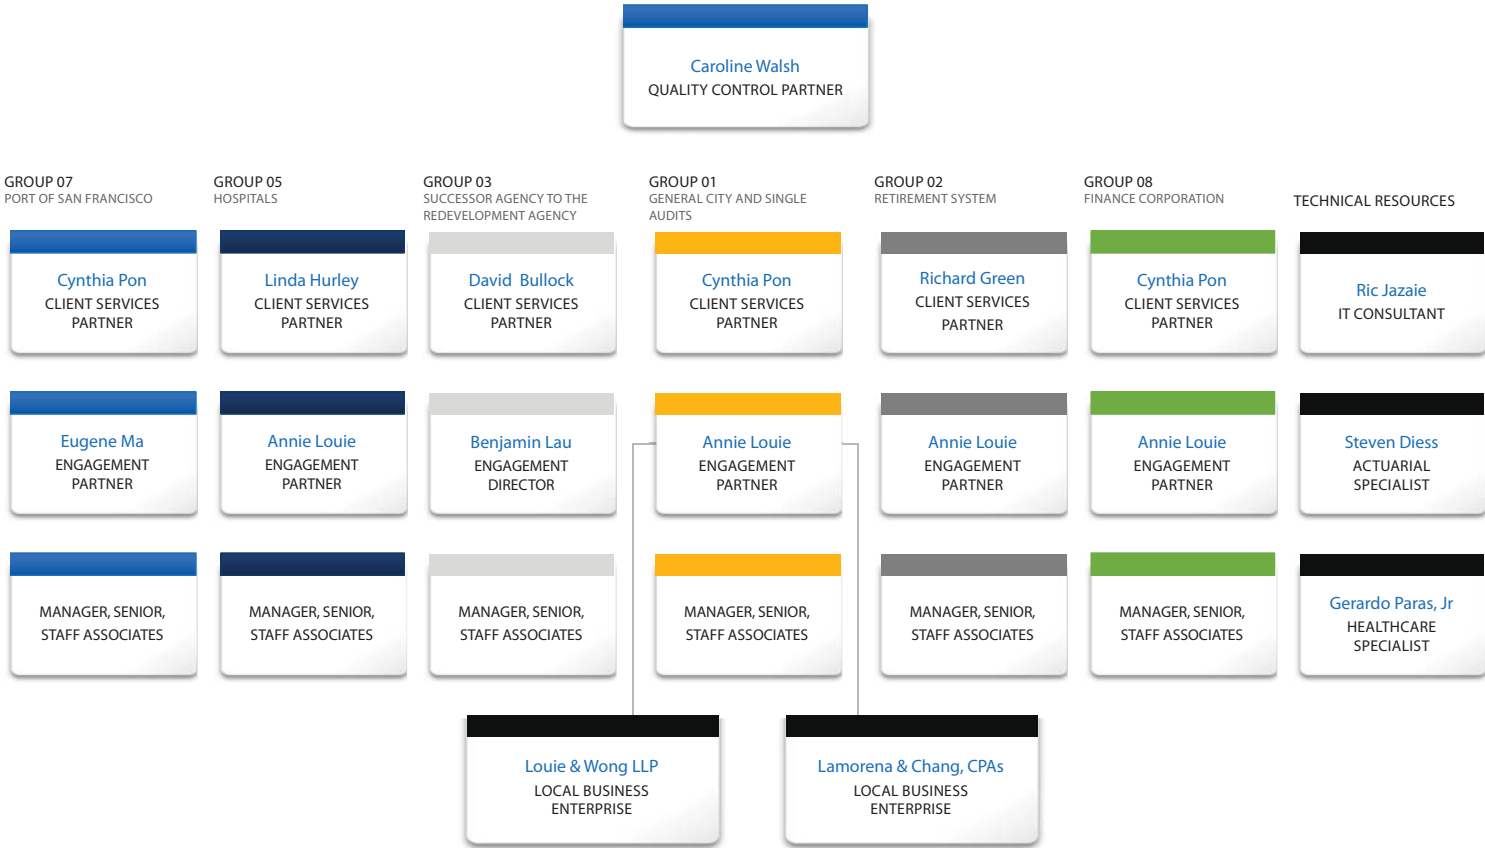 Caroline Walsh
QUALITY CONTROL PARTNER
GROUP 07
PORT OF SAN FRANCISCO
GROUP 05
HOSPITALS
GROUP 03
SUCCESSOR AGENCY TO THE
REDEVELOPMENT AGENCY
GROUP 01
GENERAL CITY AND SINGLE
AUDITS
GROUP 02
RETIREMENT SYSTEM
GROUP 08
FINANCE CORPORATION
TECHNICAL RESOURCES
Cynthia Pon
CLIENT SERVICES
PARTNER
Linda Hurley
CLIENT SERVICES
PARTNER
David Bullock
CLIENT SERVICES
PARTNER
Cynthia Pon
CLIENT SERVICES
PARTNER
Richard Green
CLIENT SERVICES
PARTNER
Cynthia Pon
CLIENT SERVICES
PARTNER
Ric Jazaie
IT CONSULTANT
Eugene Ma
ENGAGEMENT
PARTNER
Annie Louie
ENGAGEMENT
PARTNER
Benjamin Lau
ENGAGEMENT
DIRECTOR
Annie Louie
ENGAGEMENT
PARTNER
Annie Louie
ENGAGEMENT
PARTNER
Annie Louie
ENGAGEMENT
PARTNER
Steven Diess
ACTUARIAL
SPECIALIST
MANAGER, SENIOR,
STAFF ASSOCIATES
MANAGER, SENIOR,
STAFF ASSOCIATES
MANAGER, SENIOR,
STAFF ASSOCIATES
MANAGER, SENIOR,
STAFF ASSOCIATES
MANAGER, SENIOR,
STAFF ASSOCIATES
MANAGER, SENIOR,
STAFF ASSOCIATES
Gerardo Paras, Jr
HEALTHCARE
SPECIALIST
Louie & Wong LLP
LOCAL BUSINESS
ENTERPRISE
Lamorena & Chang, CPAs
LOCAL BUSINESS
ENTERPRISE